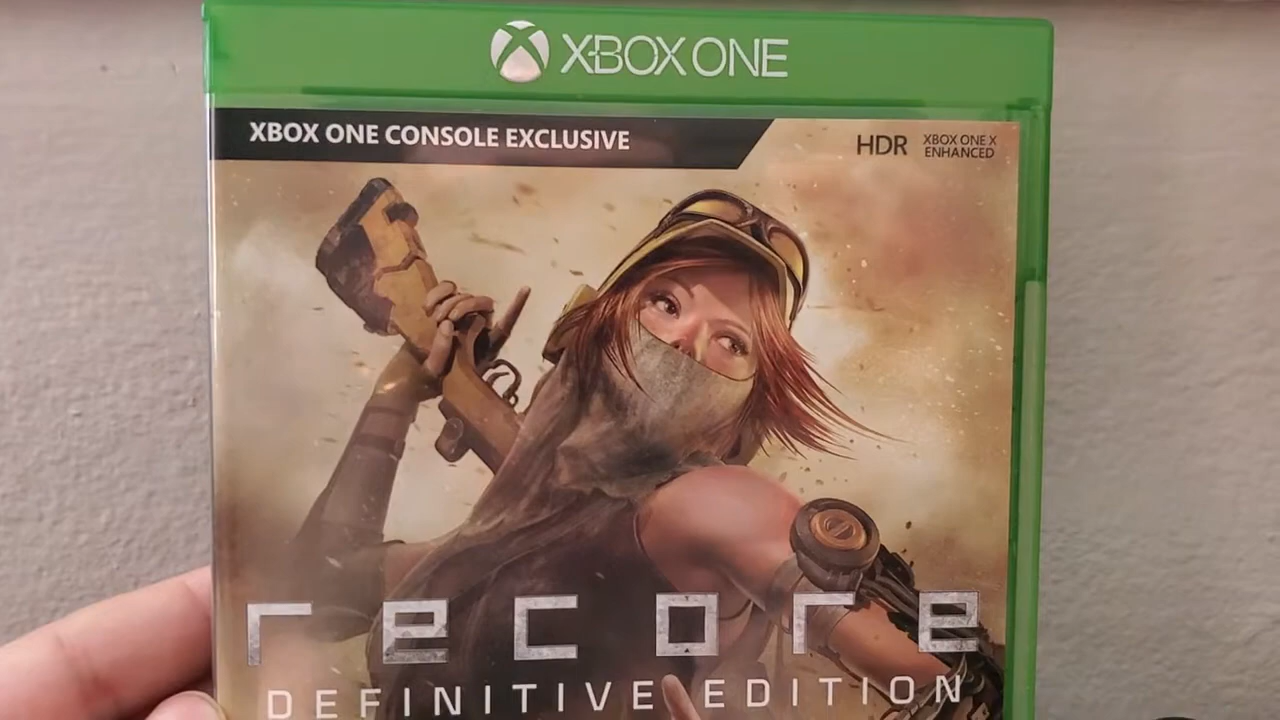 XBOX ONE
XBOX ONE CONSOLE EXCLUSIVE
HDR
XBOX ONE X
ENHANCED
recore
DEFINITIVE EDITION